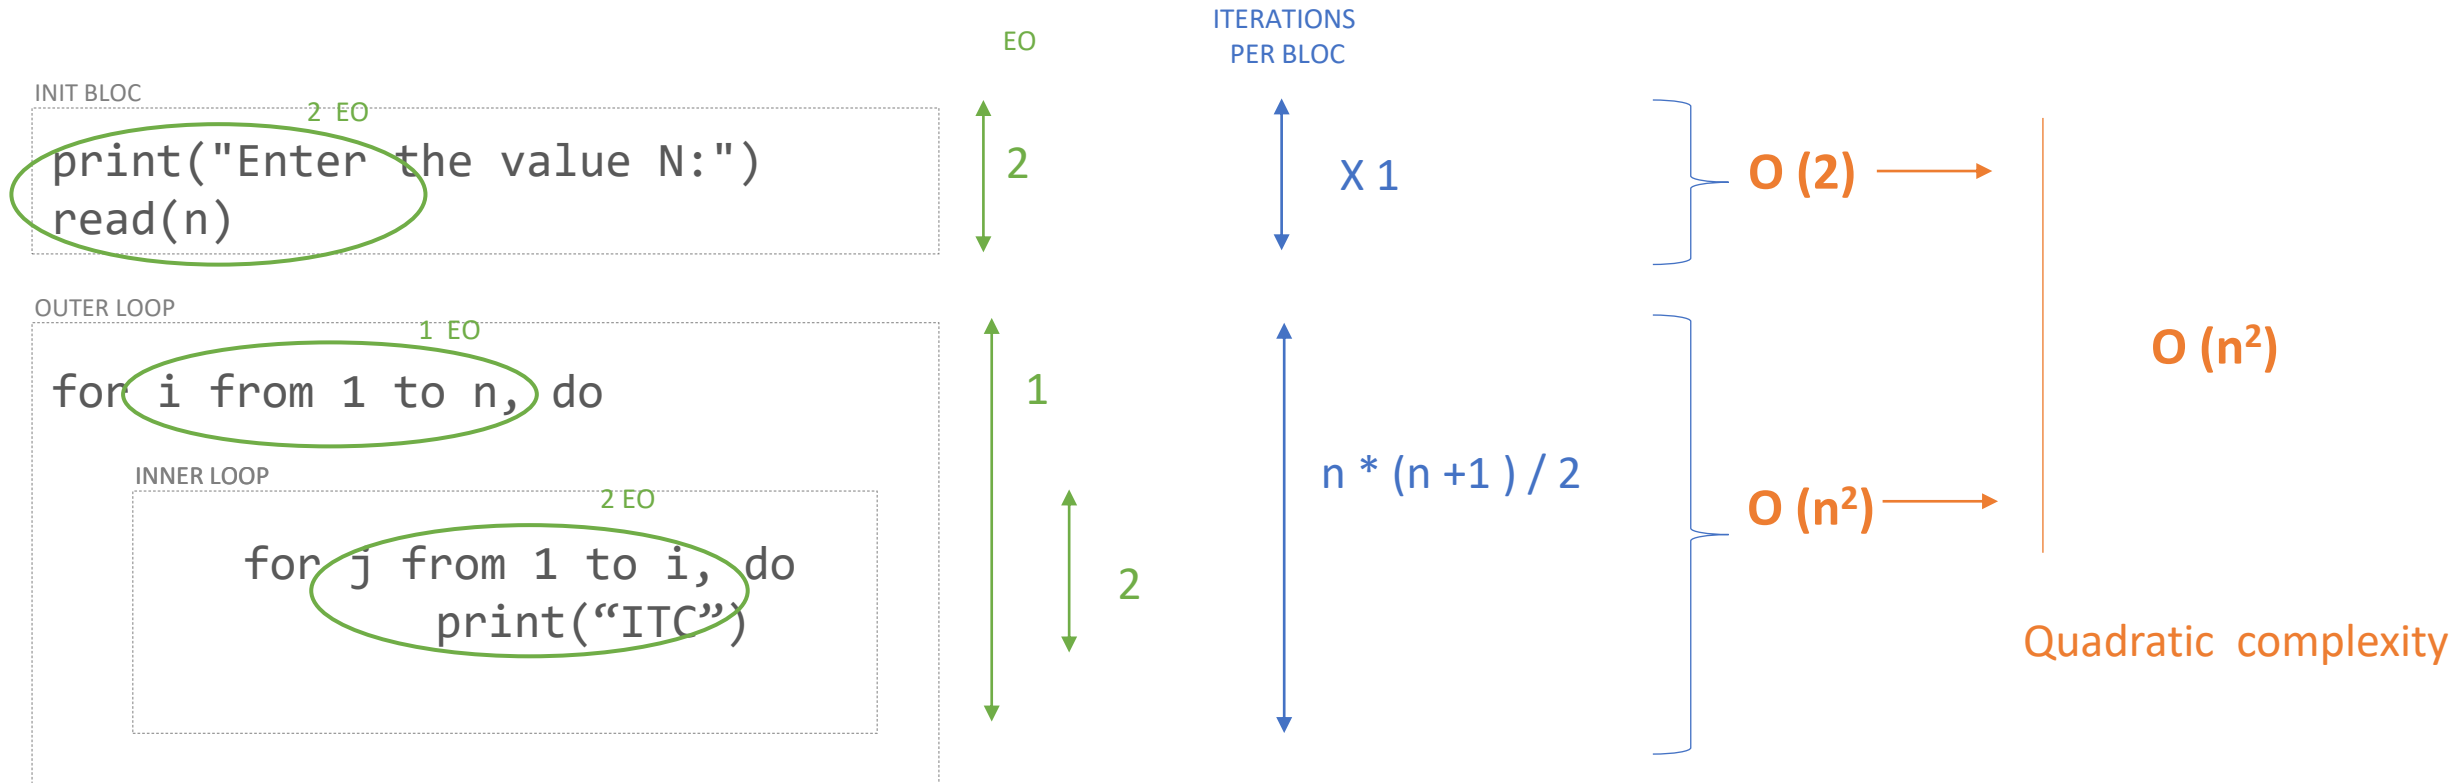 EO
ITERATIONS
PER BLOC
INIT BLOC
2 EO
print("Enter the value N:")
read(n)
2
X 1
O (2)
OUTER LOOP
1 EO
for i from 1 to n, do
1
O (n²)
INNER LOOP
2 EO
n * (n +1 ) / 2
O (n²)
for j from 1 to i, do
print(“ITC”)
2
Quadratic complexity